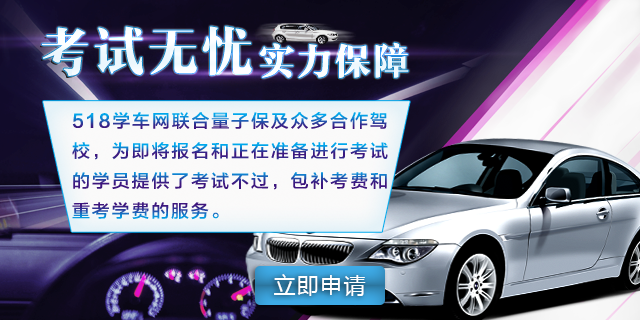 考试无忧 实力保障
518学车网联合量子保及众多合作驾
校，为即将报名和正在准备进行考试
的学员提供了考试不过，包补考费和
重考学费的服务。
立即申请